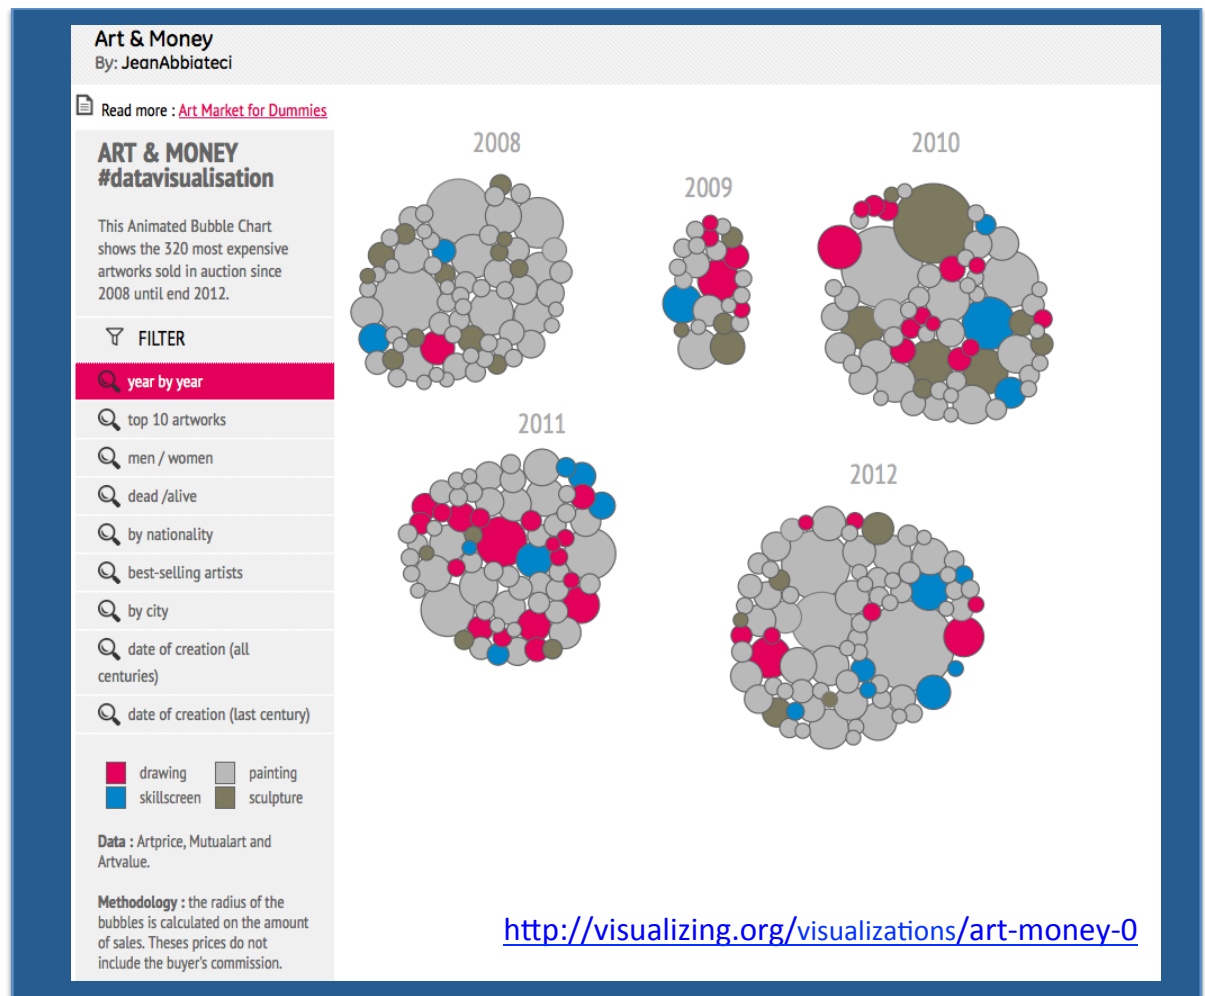 Art & Money
By: JeanAbbiateci
Read more : Art Market for Dummies
ART & MONEY
#datavisualisation
This Animated Bubble Chart
shows the 320 most expensive
artworks sold in auction since
2008 until end 2012.
FILTER
year by year
top 10 artworks
men / women
dead /alive
by nationality
best-selling artists
by city
date of creation (all
centuries)
date of creation (last century)
drawing painting
skillscreen sculpture
Data : Artprice, Mutualart and
Artvalue.
Methodology : the radius of the
bubbles is calculated on the amount
of sales. Theses prices do not
include the buyer's commission.
2008
2009
2010
2011
2012
http://visualizing.org/visualizations/art-money-0